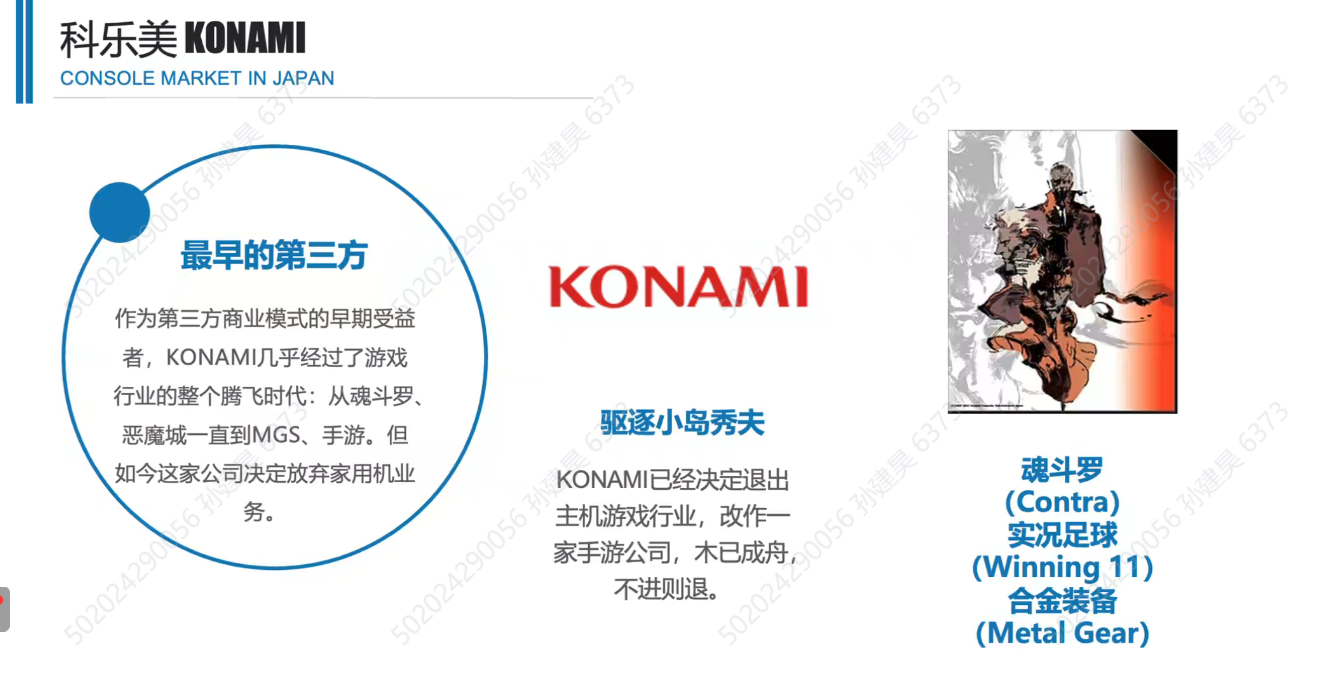 科乐美 KONAMI
CONSOLE MARKET IN JAPAN
最早的第三方
作为第三方商业模式的早期受益
者，KONAMI几乎经过了游戏
行业的整个腾飞时代：从魂斗罗、
恶魔城一直到MGS、手游。但
如今这家公司决定放弃家用机业
务。
KONAMI
驱逐小岛秀夫
KONAMI已经决定退出
主机游戏行业，改作一
家手游公司，木已成舟，
不进则退。
魂斗罗
(Contra)
实况足球
(Winning 11)
合金装备
(Metal Gear)
502024290056 孙建昊 6373
502024290056 孙建昊 6373
502024290056 孙建昊 6373
502024290056 孙建昊 6373
502024290056 孙建昊 6373
502024290056 孙建昊 6373